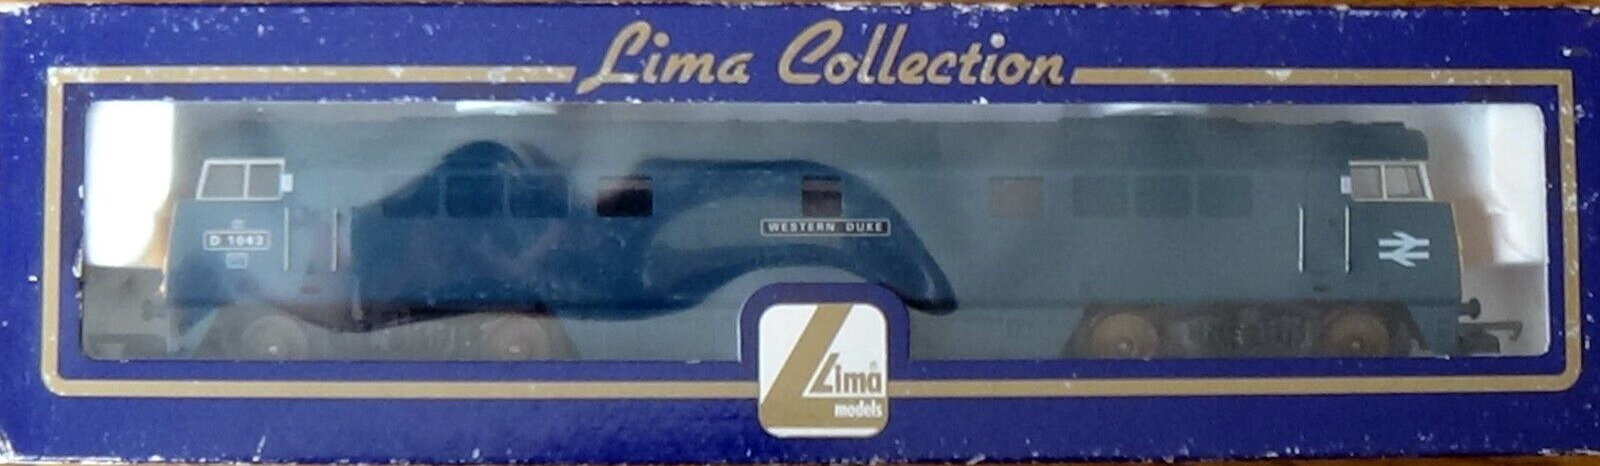 Lima Collection
D 1043
WESTERN DUKE
Lima®
models